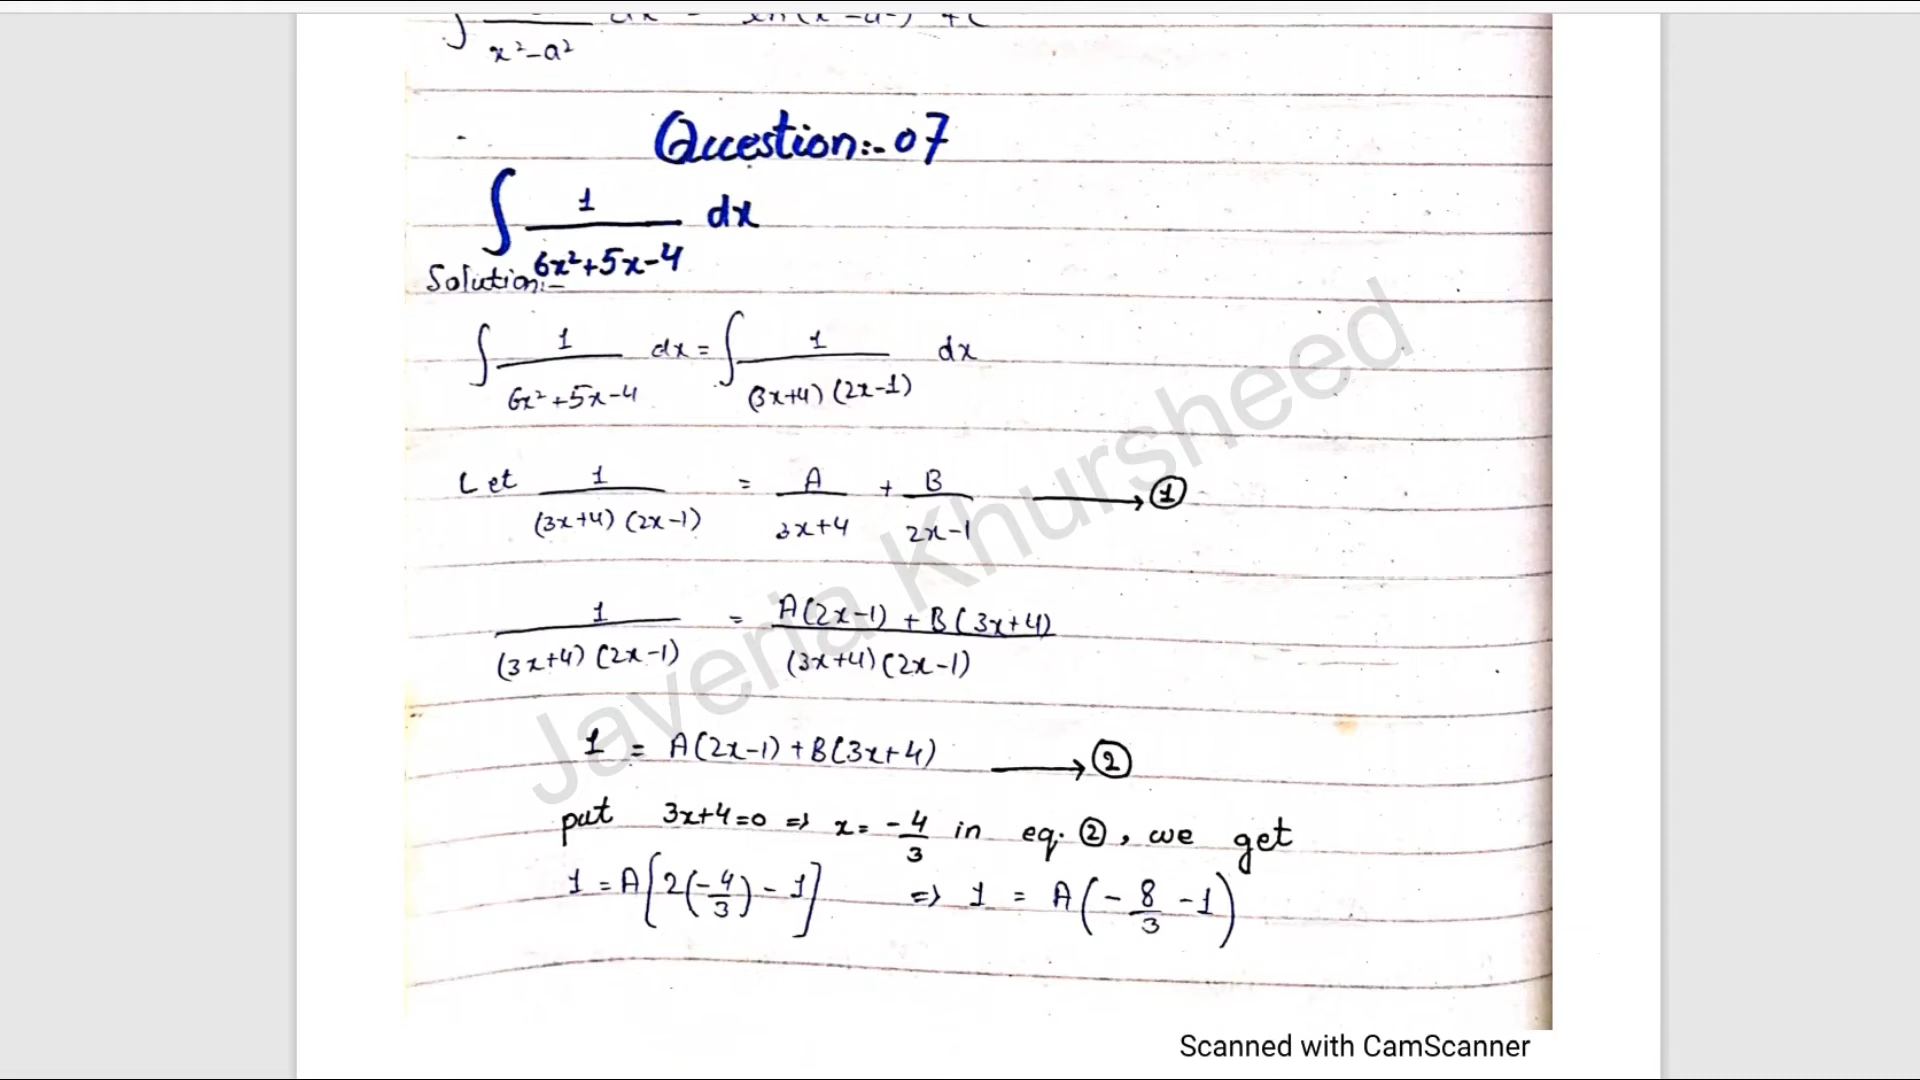 x²-a²
Question:- 07
∫ 1/(6x²+5x-4) dx
Solution:-
∫ 1/(6x²+5x-4) dx = ∫ 1/((3x+4)(2x-1)) dx
Let 1/((3x+4)(2x-1)) = A/(3x+4) + B/(2x-1) → ①
1/((3x+4)(2x-1)) = (A(2x-1) + B(3x+4))/((3x+4)(2x-1))
1 = A(2x-1) + B(3x+4) → ②
put 3x+4=0 ⇒ x = -4/3 in eq. ②, we get
1 = A[2(-4/3) - 1] ⇒ 1 = A(-8/3 - 1)
Javeria Khursheed
Scanned with CamScanner